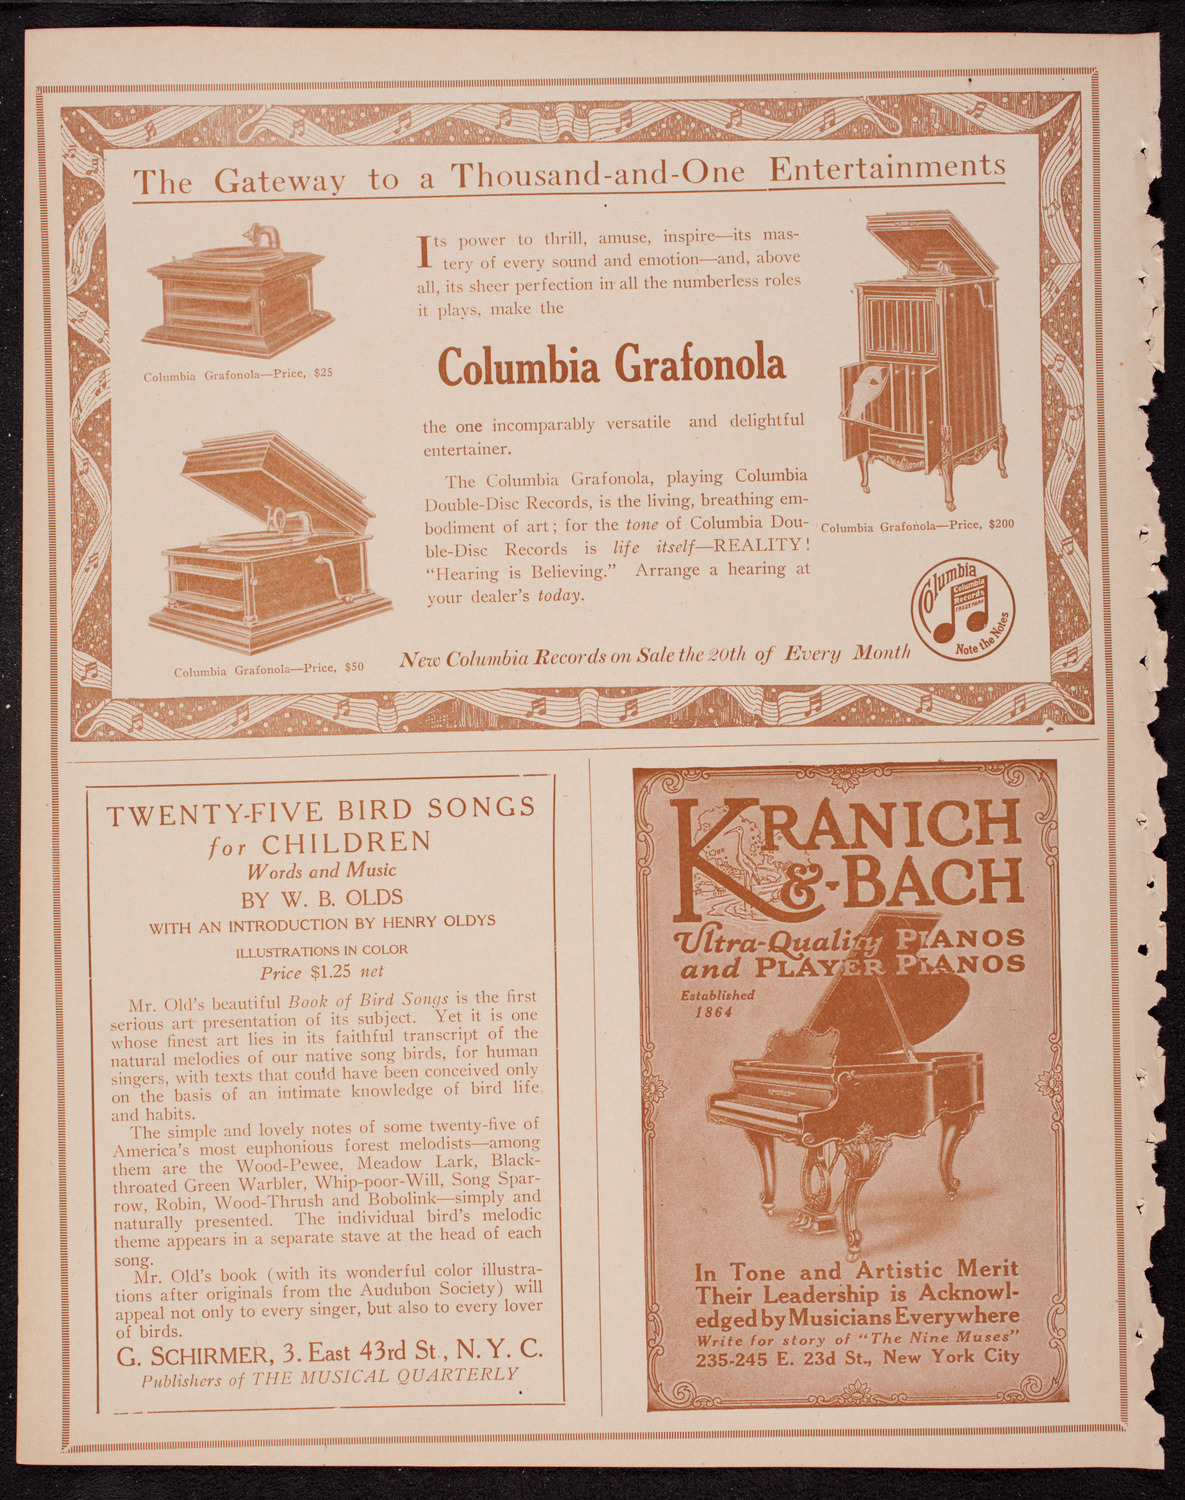 The Gateway to a Thousand-and-One Entertainments
Columbia Grafonola—Price, $25
Columbia Grafonola—Price, $50
Its power to thrill, amuse, inspire—its mas-
tery of every sound and emotion—and, above
all, its sheer perfection in all the numberless roles
it plays, make the
Columbia Grafonola
the one incomparably versatile and delightful
entertainer.
The Columbia Grafonola, playing Columbia
Double-Disc Records, is the living, breathing em-
bodiment of art; for the tone of Columbia Dou-
ble-Disc Records is life itself—REALITY!
“Hearing is Believing.” Arrange a hearing at
your dealer’s today.
Columbia Grafonola—Price, $200
Columbia
Columbia
Records
TRADE MARK
Note the Notes
New Columbia Records on Sale the 20th of Every Month
TWENTY-FIVE BIRD SONGS
for CHILDREN
Words and Music
BY W. B. OLDS
WITH AN INTRODUCTION BY HENRY OLDYS
ILLUSTRATIONS IN COLOR
Price $1.25 net
Mr. Old’s beautiful Book of Bird Songs is the first
serious art presentation of its subject. Yet it is one
whose finest art lies in its faithful transcript of the
natural melodies of our native song birds, for human
singers, with texts that could have been conceived only
on the basis of an intimate knowledge of bird life
and habits.
The simple and lovely notes of some twenty-five of
America’s most euphonious forest melodists—among
them are the Wood-Pewee, Meadow Lark, Black-
throated Green Warbler, Whip-poor-Will, Song Spar-
row, Robin, Wood-Thrush and Bobolink—simply and
naturally presented. The individual bird’s melodic
theme appears in a separate stave at the head of each
song.
Mr. Old’s book (with its wonderful color illustra-
tions after originals from the Audubon Society) will
appeal not only to every singer, but also to every lover
of birds.
G. SCHIRMER, 3. East 43rd St., N. Y. C.
Publishers of THE MUSICAL QUARTERLY
KRANICH
&-BACH
Ultra-Quality PIANOS
and PLAYER PIANOS
Established
1864
In Tone and Artistic Merit
Their Leadership is Acknowl-
edged by Musicians Everywhere
Write for story of “The Nine Muses”
235-245 E. 23d St., New York City